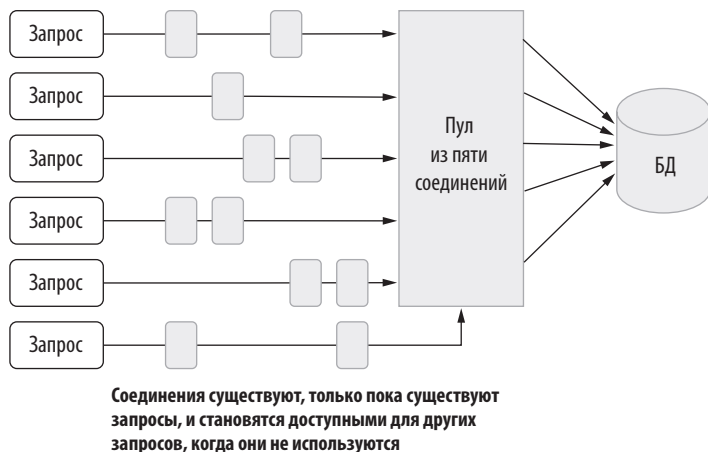 Запрос
Запрос
Запрос
Запрос
Запрос
Запрос
Пул
из пяти
соединений
БД
Соединения существуют, только пока существуют
запросы, и становятся доступными для других
запросов, когда они не используются